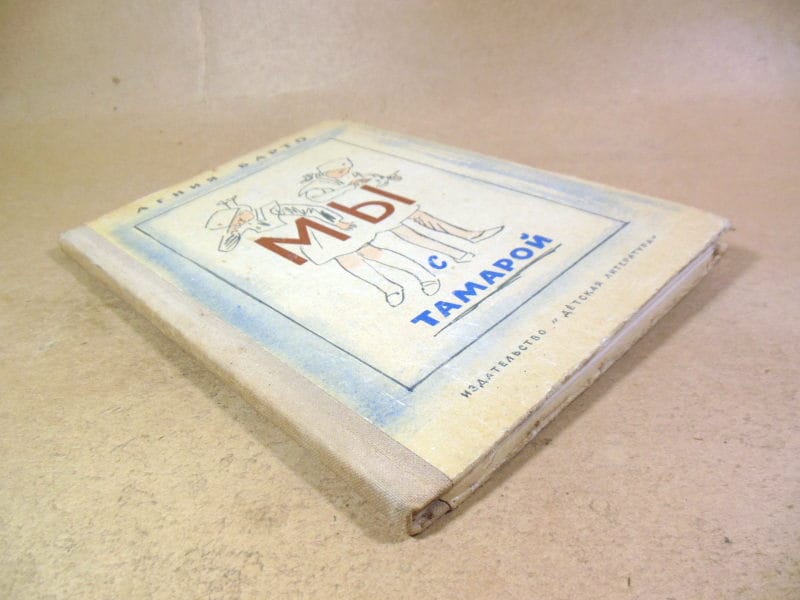 АГНИЯ БАРТО
МЫ
С
ТАМАРОЙ
ИЗДАТЕЛЬСТВО „ДЕТСКАЯ ЛИТЕРАТУРА"